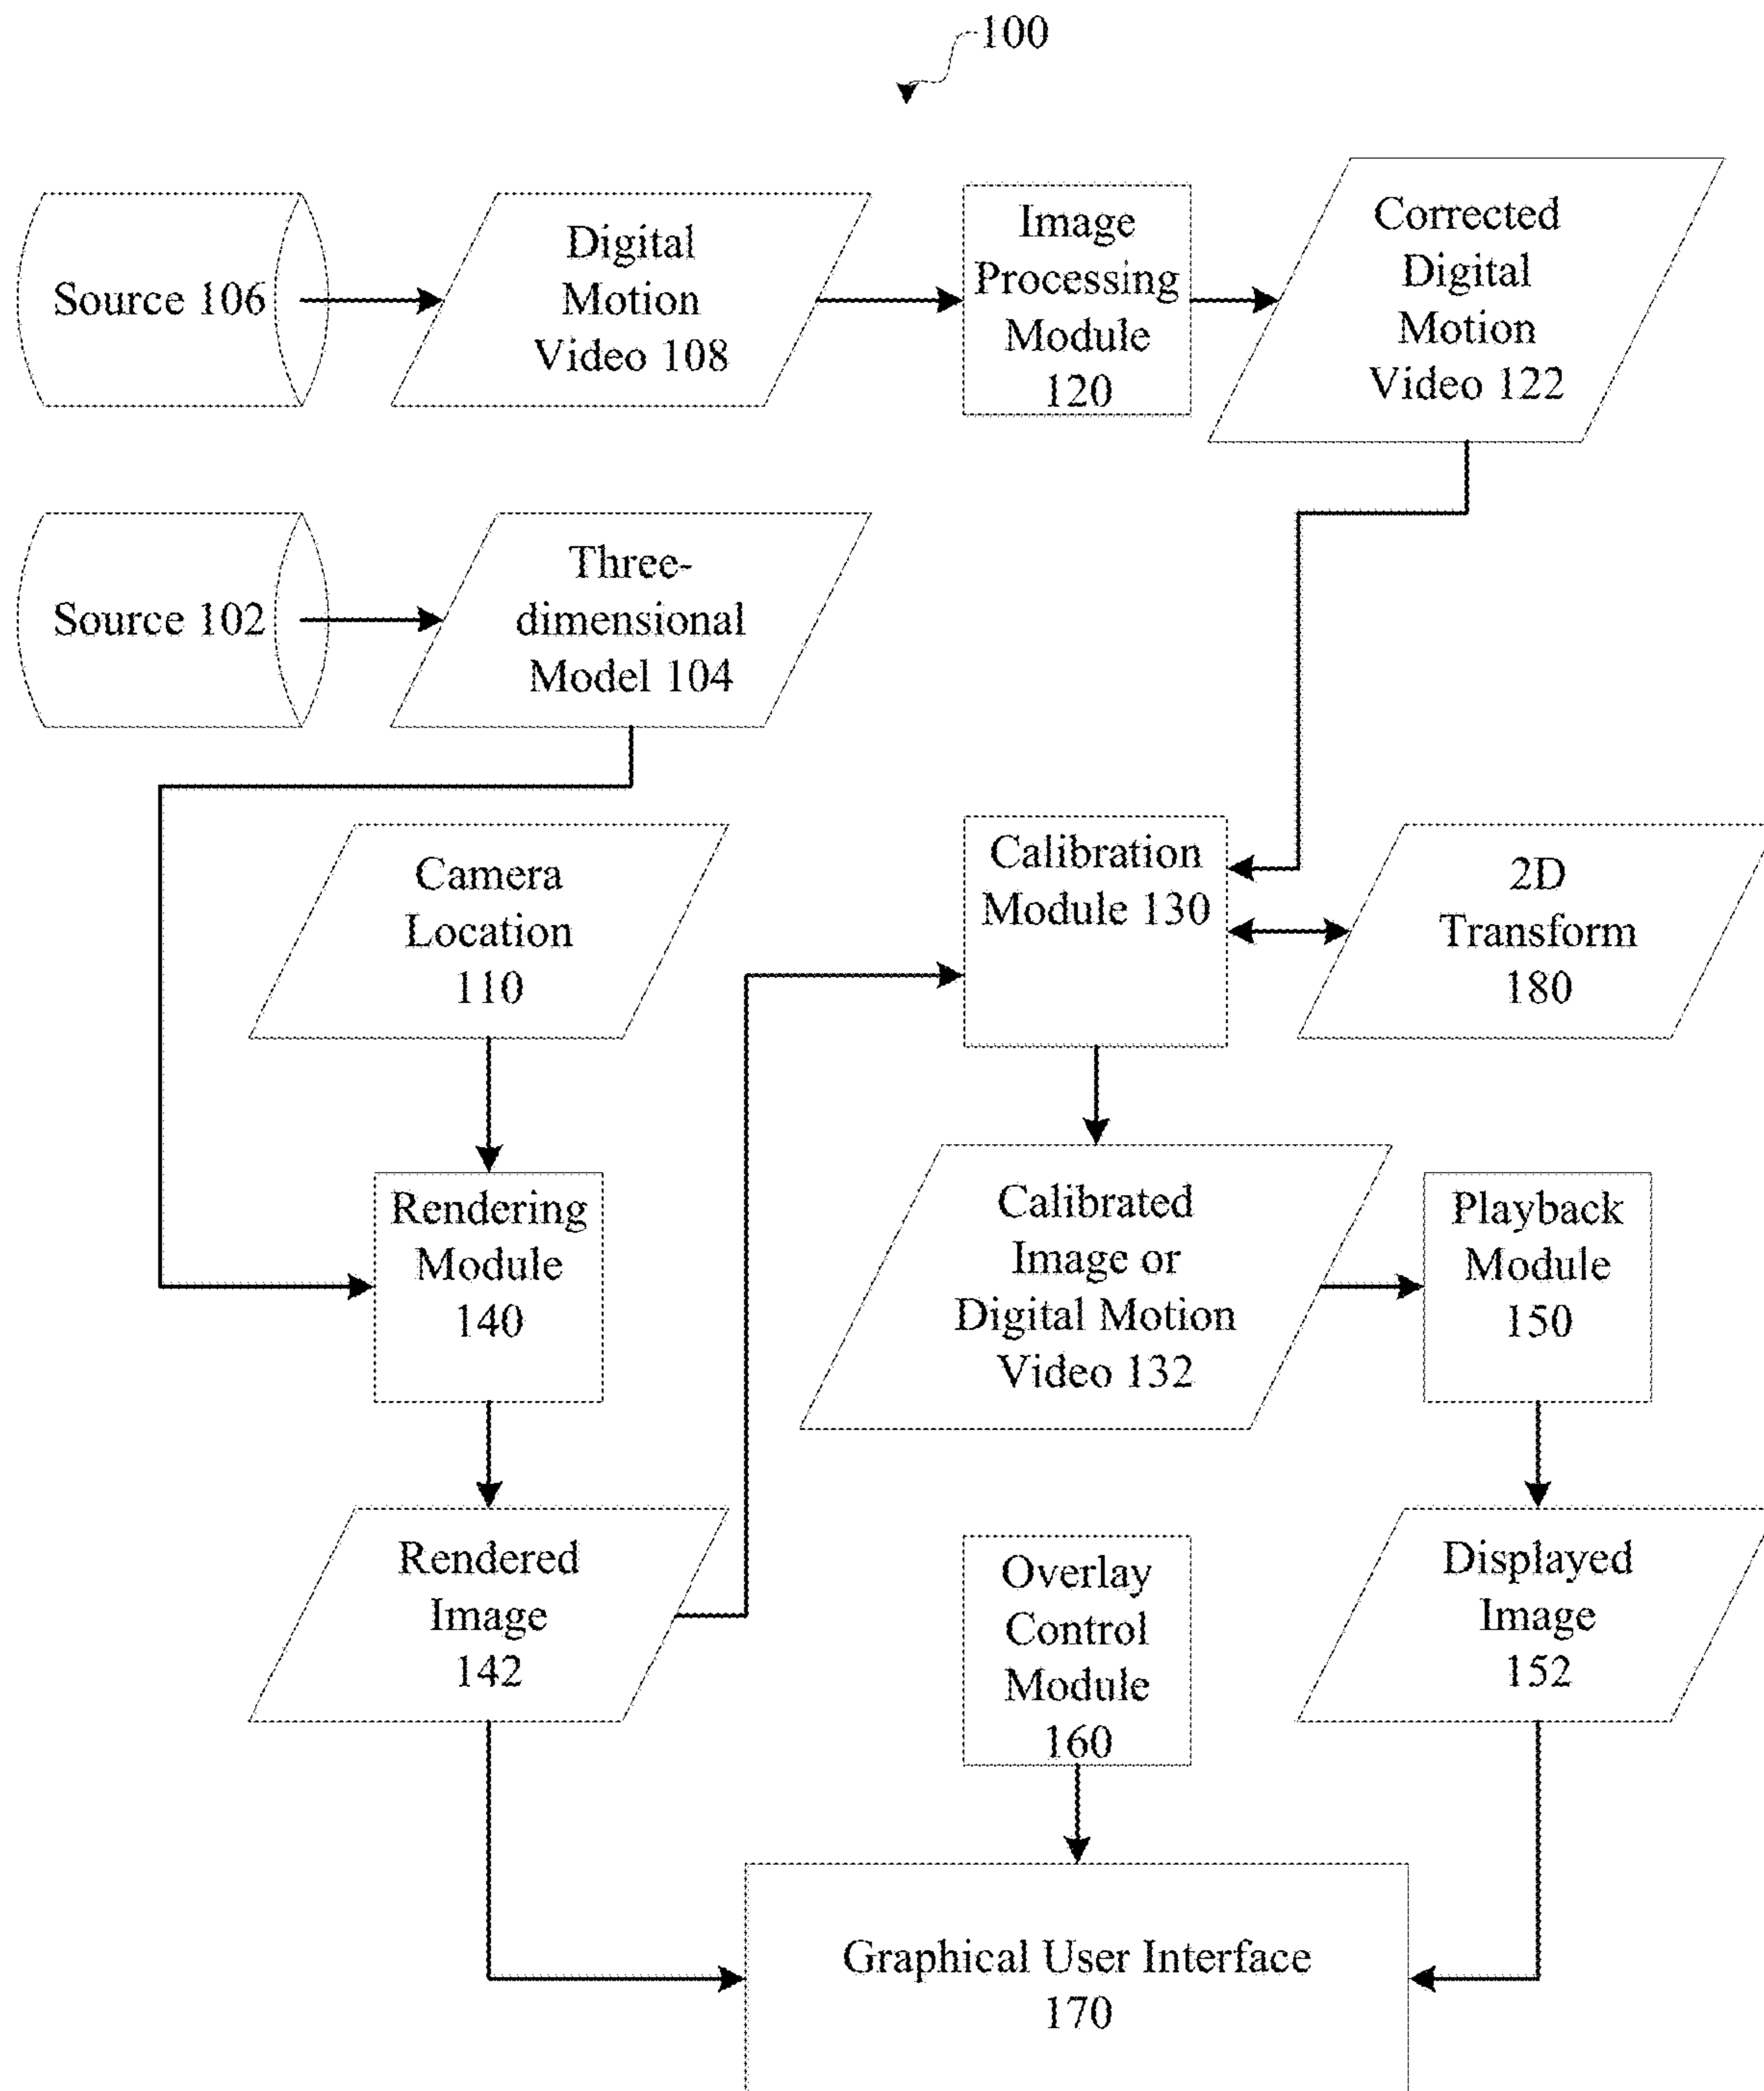 100
Source 106
Digital
Motion
Video 108
Image
Processing
Module
120
Corrected
Digital
Motion
Video 122
Source 102
Three-
dimensional
Model 104
Camera
Location
110
Calibration
Module 130
2D
Transform
180
Rendering
Module
140
Calibrated
Image or
Digital Motion
Video 132
Playback
Module
150
Rendered
Image
142
Overlay
Control
Module
160
Displayed
Image
152
Graphical User Interface
170